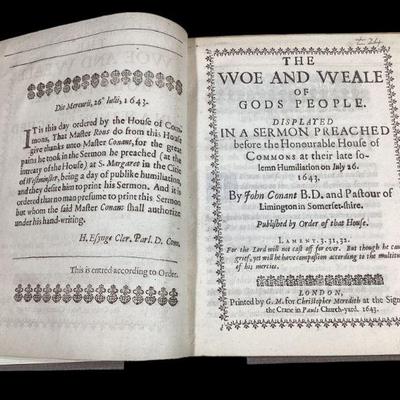 Die Mercurii, 26º Iulii, 1643.
IT is this day ordered by the House of Com-
mons, That Master Rous do from this House
give thanks unto Master Conant, for the great
pains he took in the Sermon he preached (at the
intreaty of the House) at S. Margarets in the Citie
of Westminster, being a day of publike humiliation,
and they desire him to print his Sermon. And it is
ordered that no man presume to print this Sermon
but whom the said Master Conant shall authorize
under his hand-writing.
H. Elsynge Cler. Parl. D. Com.
This is entred according to Order.
THE
WOE AND WEALE
OF
GODS PEOPLE.
DISPLAYED
IN A SERMON PREACHED
before the Honourable House of
COMMONS at their late so-
lemn Humiliation on July 26.
1643.
By John Conant B.D. and Pastour of
Limington in Somerset-shire.
Published by Order of that House.
LAMENT. 3. 31, 32.
For the Lord will not cast off for ever. But though he cause
grief, yet will he have compassion according to the multitude
of his mercies.
LONDON,
Printed by G. M. for Christopher Meredith at the Signe
the Crane in Pauls Church-yard. 1643.